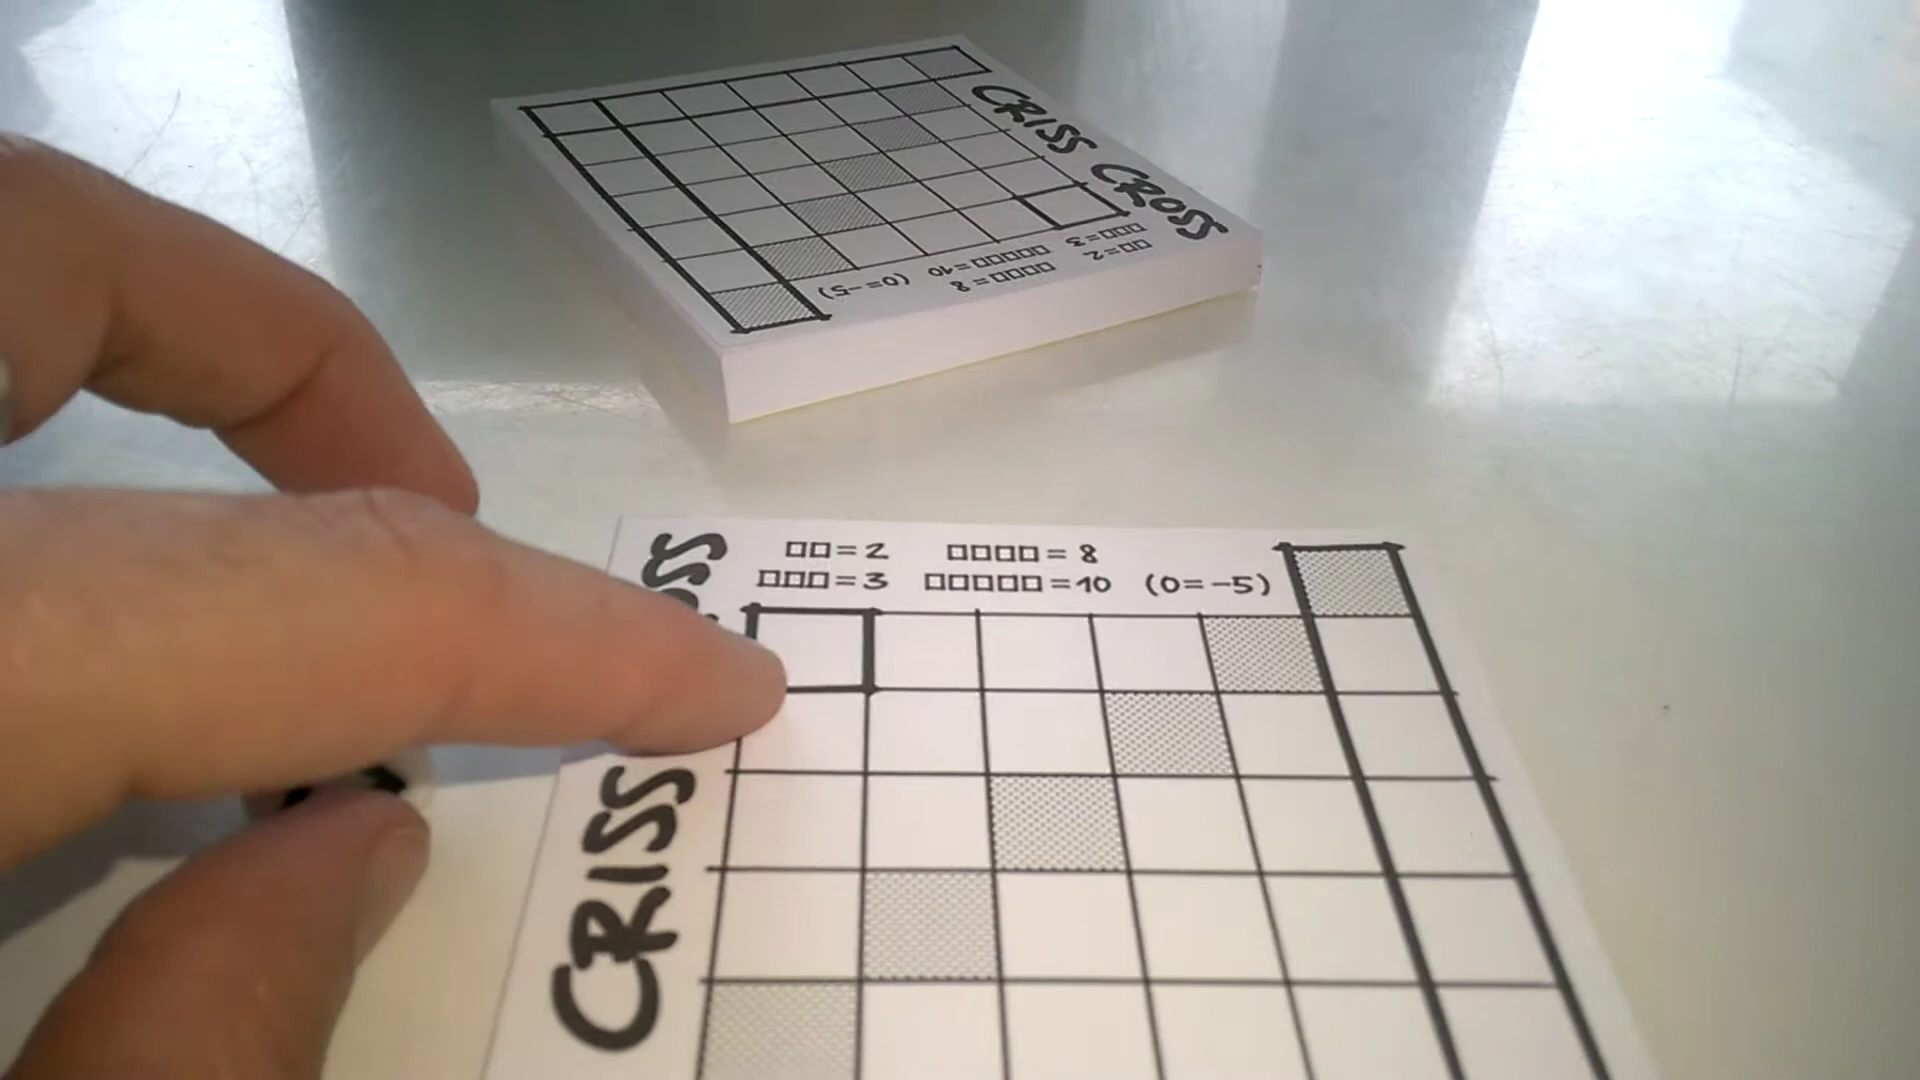 CRISS CROSS
□□=2
□□□=3
□□□□=8
□□□□□=10 (0=-5)
CRISS
□□=2 □□□□=8
□□□=3 □□□□□=10 (0=-5)